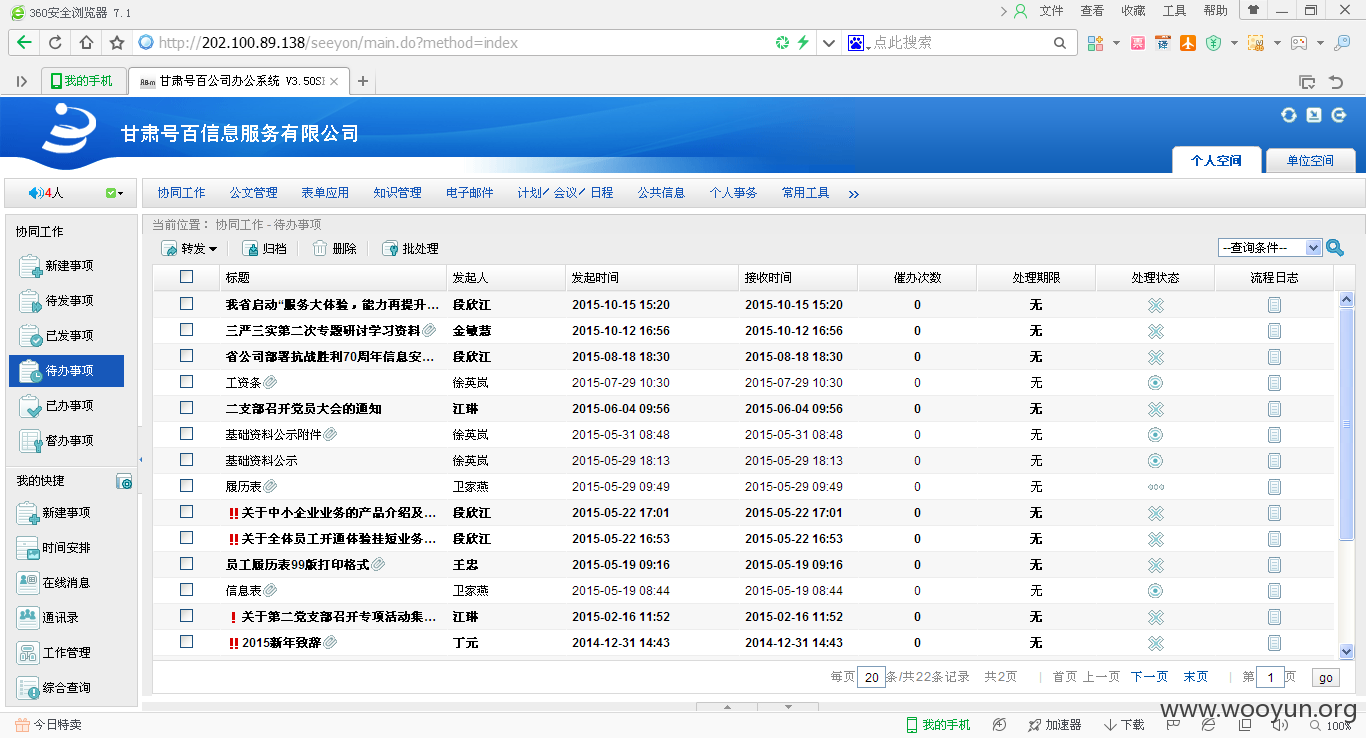 360安全浏览器 7.1
文件 查看 收藏 工具 帮助
http://202.100.89.138/seeyon/main.do?method=index
点此搜索
我的手机
甘肃号百公司办公系统 V3.50S
甘肃号百信息服务有限公司
个人空间 单位空间
4人
协同工作 公文管理 表单应用 知识管理 电子邮件 计划/会议/日程 公共信息 个人事务 常用工具 »
当前位置： 协同工作 - 待办事项
转发 归档 删除 批处理
--查询条件--
协同工作
新建事项
待发事项
已发事项
待办事项
已办事项
督办事项
我的快捷
新建事项
时间安排
在线消息
通讯录
工作管理
综合查询
标题 发起人 发起时间 接收时间 催办次数 处理期限 处理状态 流程日志
我省启动“服务大体验，能力再提升... 段欣江 2015-10-15 15:20 2015-10-15 15:20 0 无
三严三实第二次专题研讨学习资料 金敏慧 2015-10-12 16:56 2015-10-12 16:56 0 无
省公司部署抗战胜利70周年信息安... 段欣江 2015-08-18 18:30 2015-08-18 18:30 0 无
工资条 徐英岚 2015-07-29 10:30 2015-07-29 10:30 0 无
二支部召开党员大会的通知 江琳 2015-06-04 09:56 2015-06-04 09:56 0 无
基础资料公示附件 徐英岚 2015-05-31 08:48 2015-05-31 08:48 0 无
基础资料公示 徐英岚 2015-05-29 18:13 2015-05-29 18:13 0 无
履历表 卫家燕 2015-05-29 09:49 2015-05-29 09:49 0 无
!! 关于中小企业业务的产品介绍及... 段欣江 2015-05-22 17:01 2015-05-22 17:01 0 无
!! 关于全体员工开通体验挂短业务... 段欣江 2015-05-22 16:53 2015-05-22 16:53 0 无
员工履历表99版打印格式 王忠 2015-05-19 09:16 2015-05-19 09:16 0 无
信息表 卫家燕 2015-05-19 08:44 2015-05-19 08:44 0 无
! 关于第二党支部召开专项活动集... 江琳 2015-02-16 11:52 2015-02-16 11:52 0 无
!! 2015新年致辞 丁元 2014-12-31 14:43 2014-12-31 14:43 0 无
每页 20 条/共22条记录 共2页 | 首页 上一页 下一页 末页 | 第 1 页 go
www.wooyun.org
今日特卖 我的手机 加速器 下载 100%